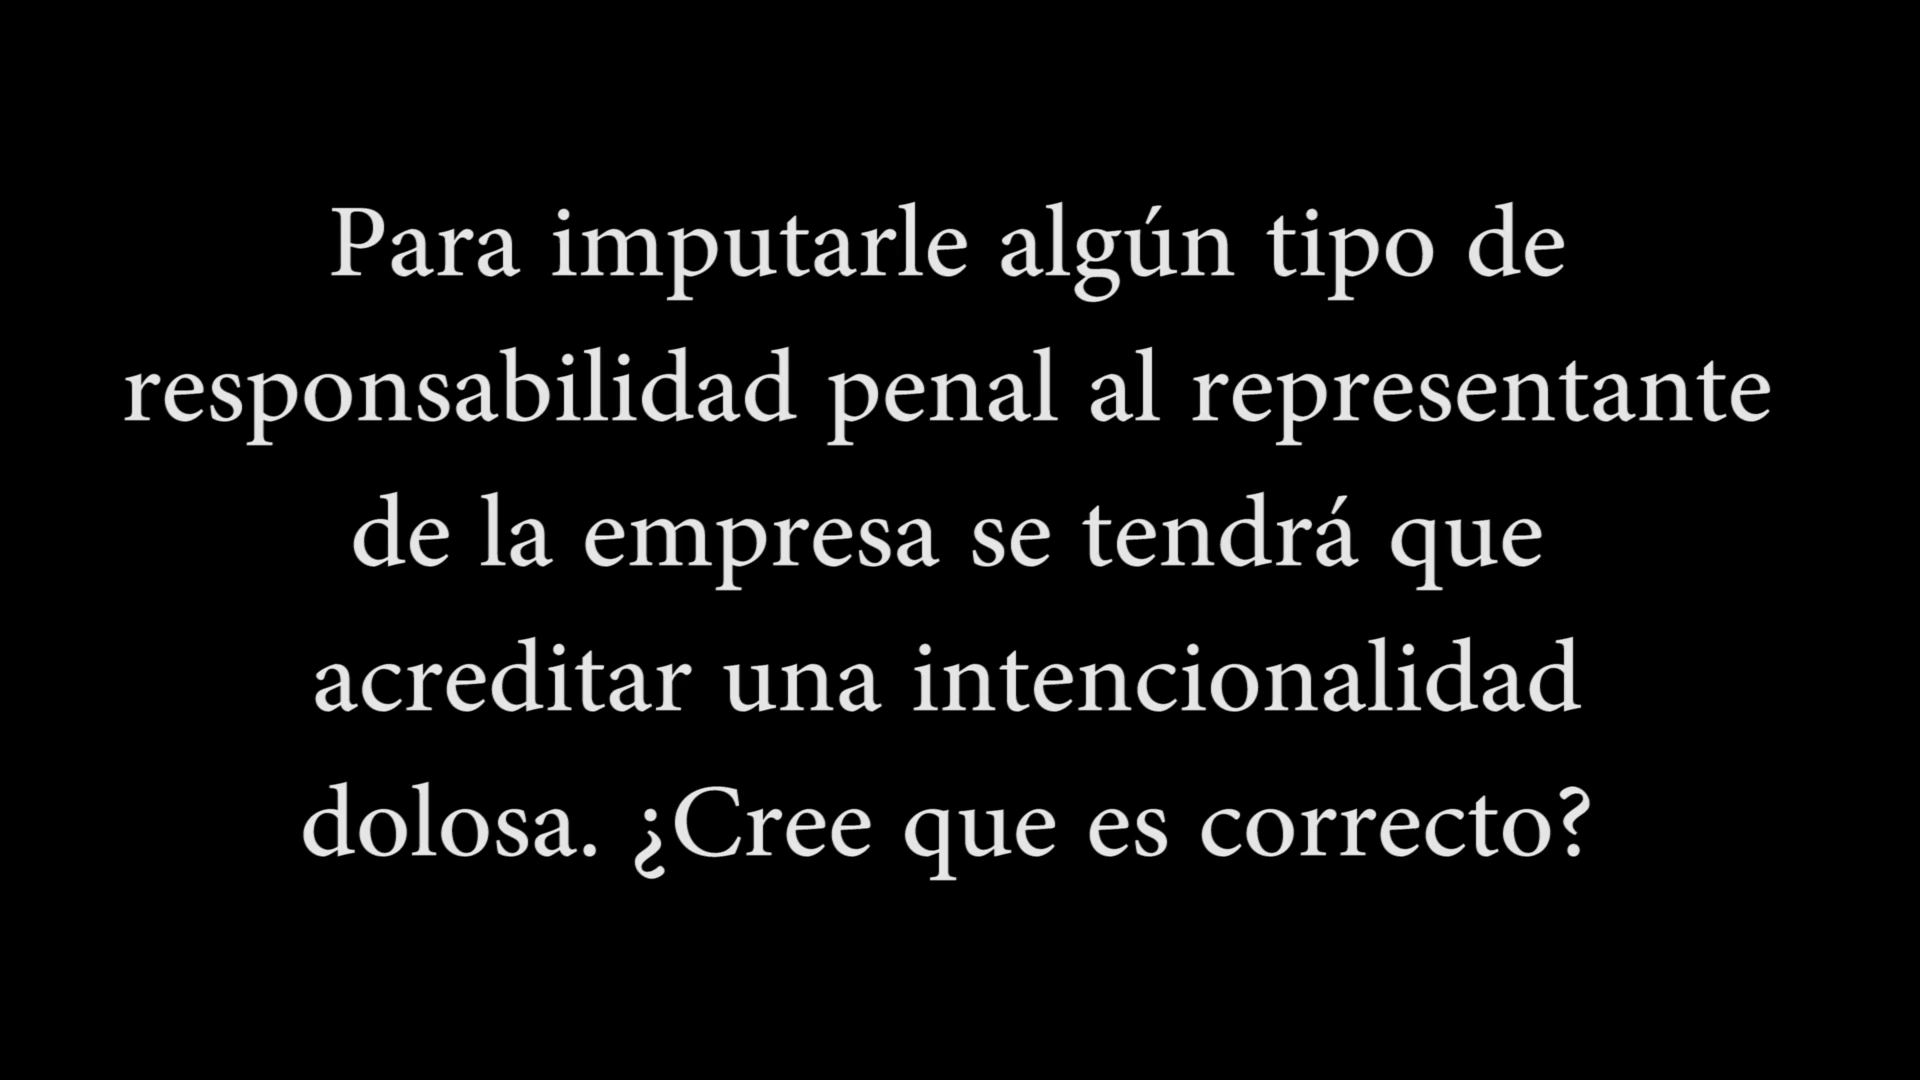 Para imputarle algún tipo de
responsabilidad penal al representante
de la empresa se tendrá que
acreditar una intencionalidad
dolosa. ¿Cree que es correcto?